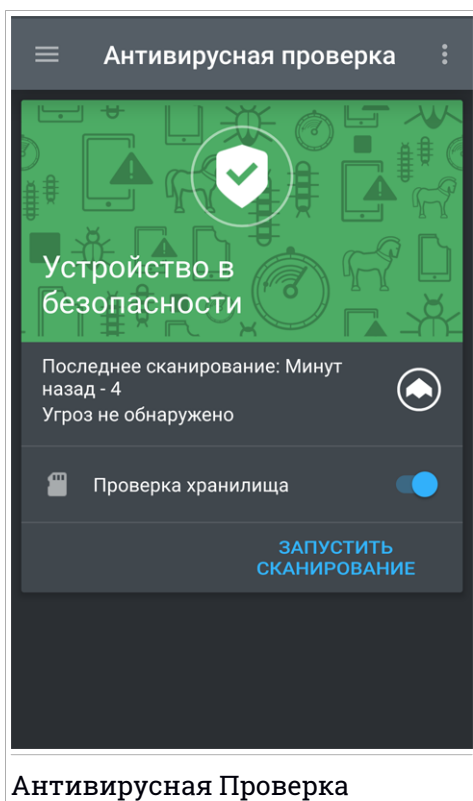 Антивирусная проверка
Устройство в
безопасности
Последнее сканирование: Минут
назад - 4
Угроз не обнаружено
Проверка хранилища
ЗАПУСТИТЬ
СКАНИРОВАНИЕ
Антивирусная Проверка